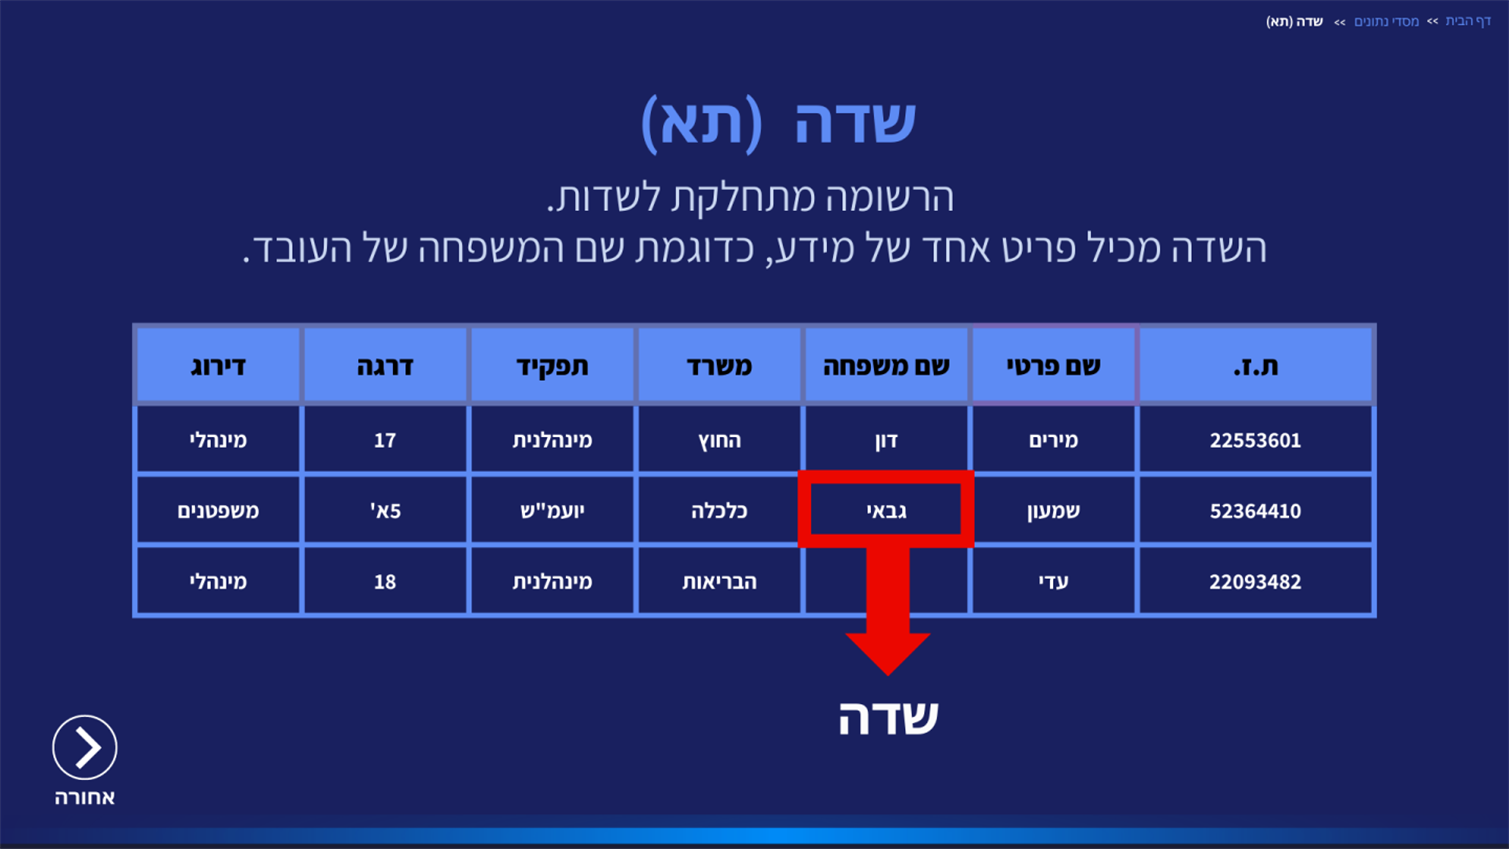 דף הבית >> מסדי נתונים >> שדה (תא)
שדה (תא)
הרשומה מתחלקת לשדות.
השדה מכיל פריט אחד של מידע, כדוגמת שם המשפחה של העובד.
ת.ז. שם פרטי שם משפחה משרד תפקיד דרגה דירוג
22553601 מירים דון החוץ מינהלנית 17 מינהלי
52364410 שמעון גבאי כלכלה יועמ"ש 5א' משפטנים
22093482 עדי הבריאות מינהלנית 18 מינהלי
שדה
אחורה